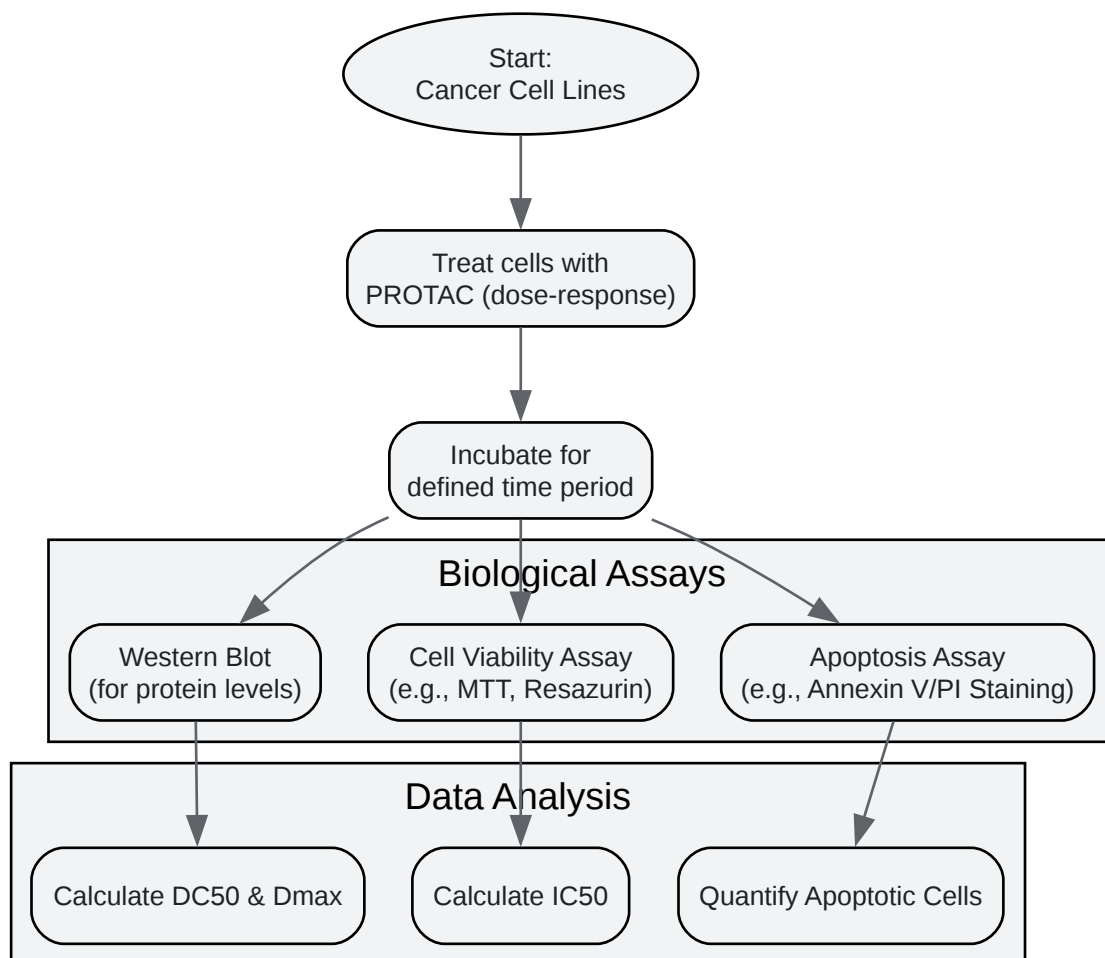 Start:
Cancer Cell Lines
Treat cells with
PROTAC (dose-response)
Incubate for
defined time period
Biological Assays
Western Blot
(for protein levels)
Cell Viability Assay
(e.g., MTT, Resazurin)
Apoptosis Assay
(e.g., Annexin V/PI Staining)
Data Analysis
Calculate DC50 & Dmax
Calculate IC50
Quantify Apoptotic Cells